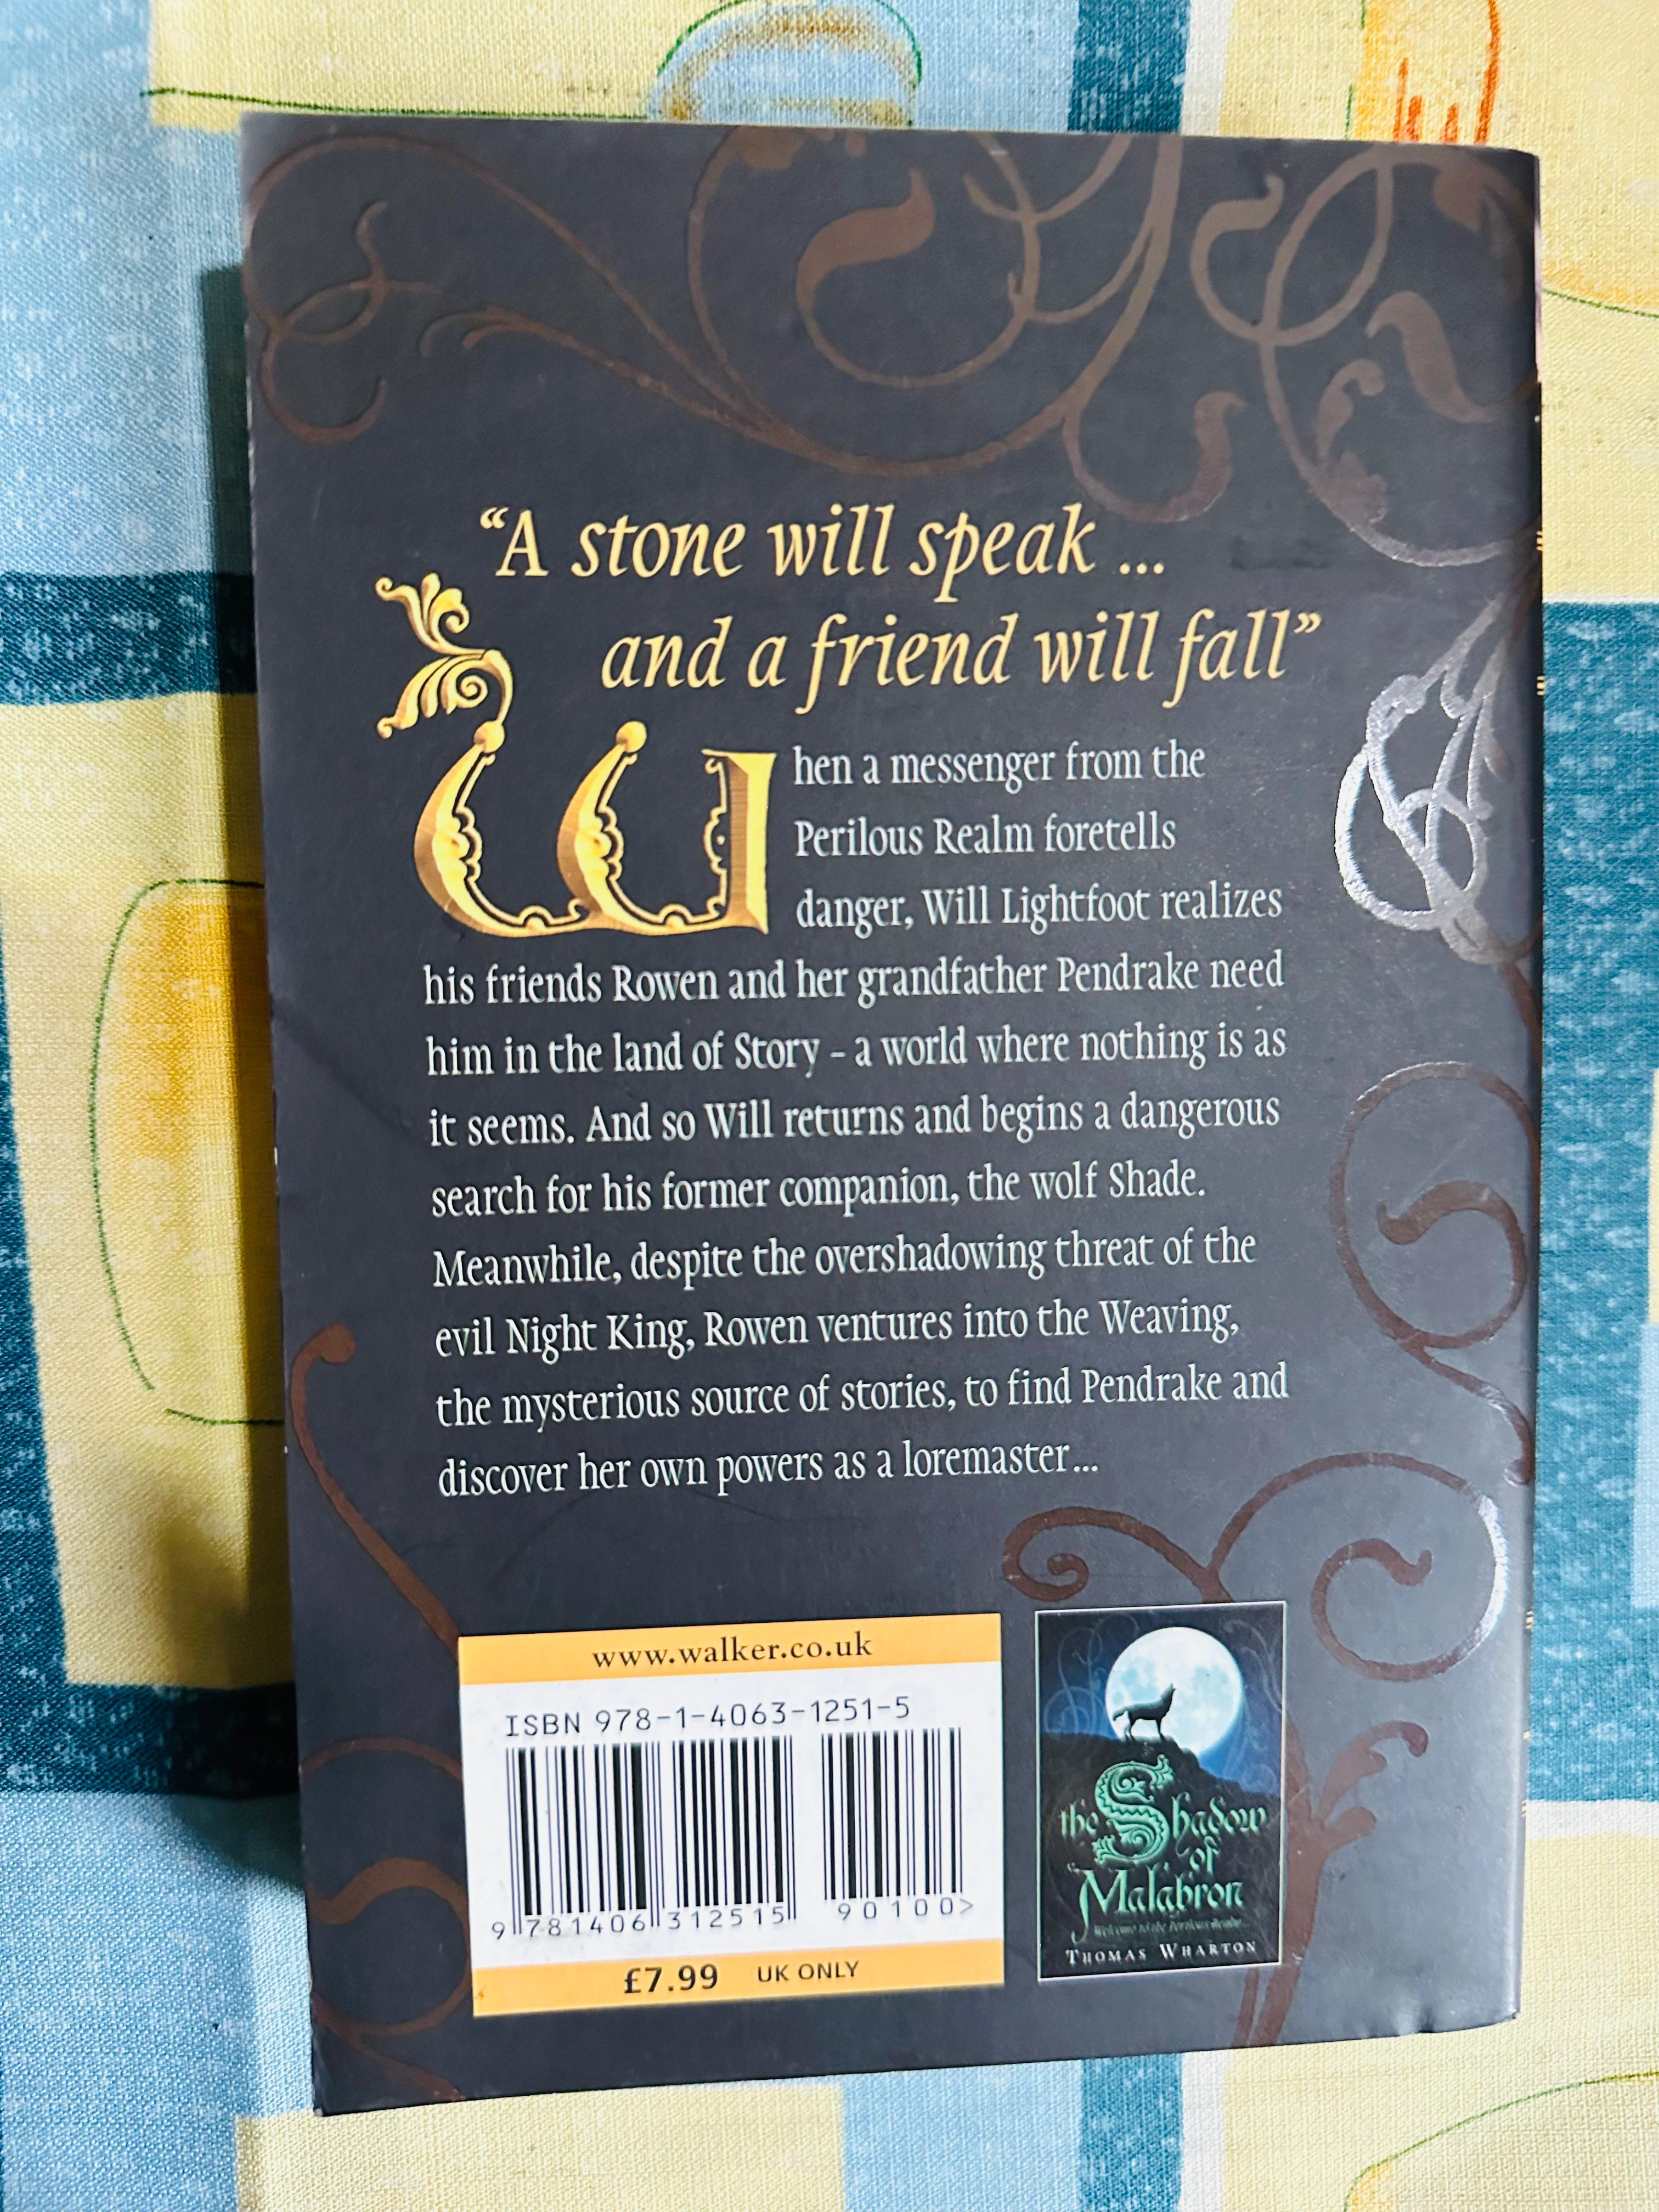 “A stone will speak ...
and a friend will fall”
When a messenger from the
Perilous Realm foretells
danger, Will Lightfoot realizes
his friends Rowen and her grandfather Pendrake need
him in the land of Story – a world where nothing is as
it seems. And so Will returns and begins a dangerous
search for his former companion, the wolf Shade.
Meanwhile, despite the overshadowing threat of the
evil Night King, Rowen ventures into the Weaving,
the mysterious source of stories, to find Pendrake and
discover her own powers as a loremaster...
www.walker.co.uk
ISBN 978-1-4063-1251-5
9 781406 312515 90100>
£7.99 UK ONLY
the Shadow
of
Malabron
Welcome to the Perilous Realm...
THOMAS WHARTON